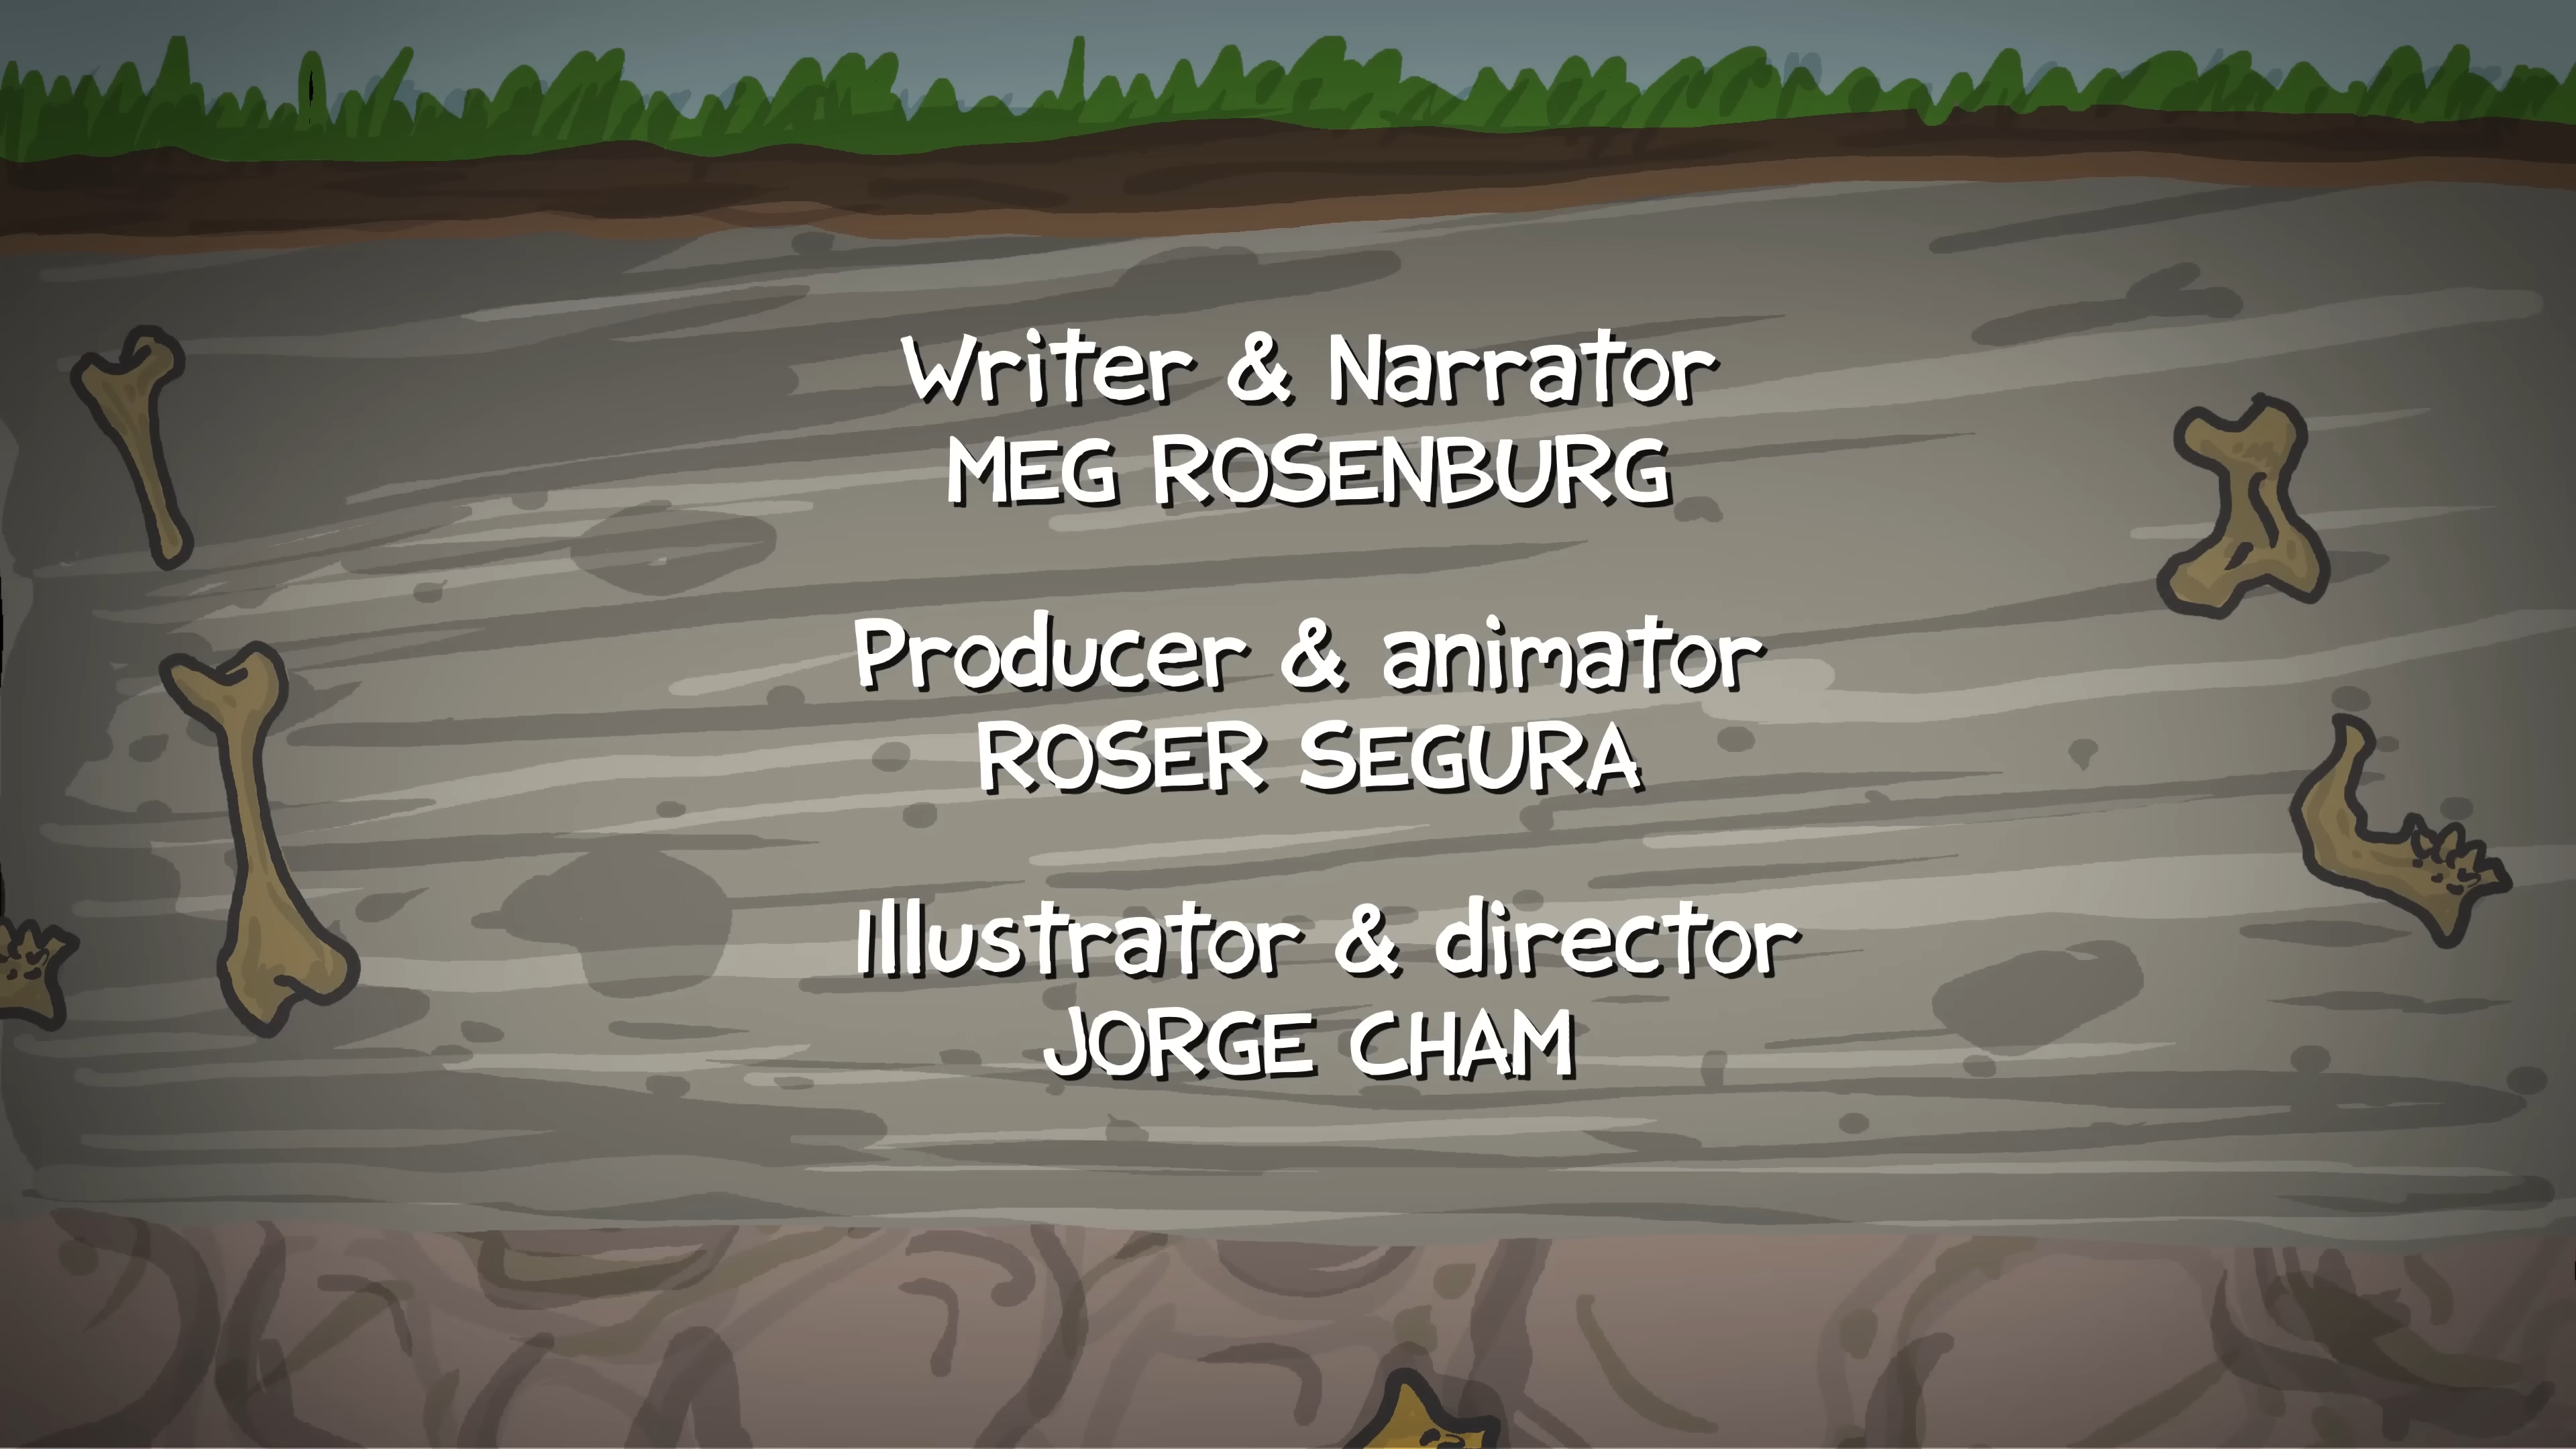 Writer & Narrator
MEG ROSENBURG
Producer & animator
ROSER SEGURA
Illustrator & director
JORGE CHAM